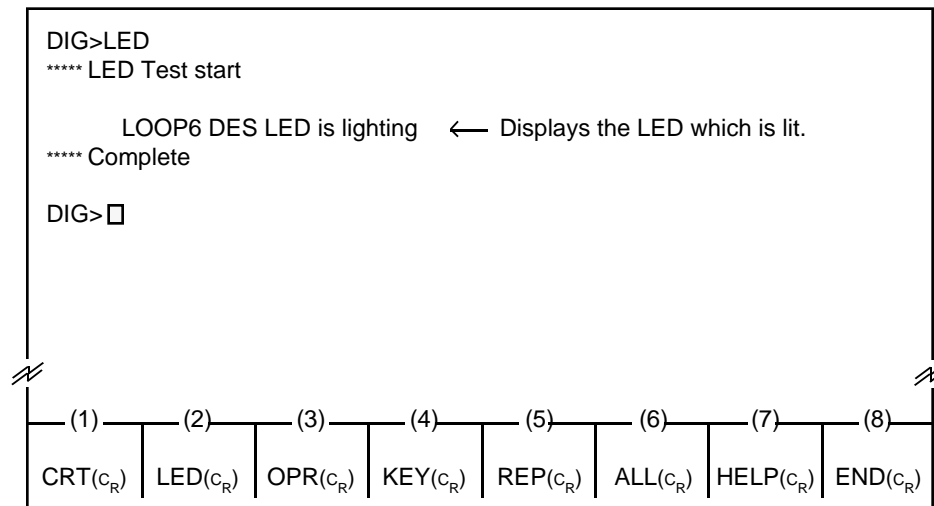 DIG>LED
***** LED Test start
LOOP6 DES LED is lighting ← Displays the LED which is lit.
***** Complete
DIG>□
(1) (2) (3) (4) (5) (6) (7) (8)
CRT(CR) LED(CR) OPR(CR) KEY(CR) REP(CR) ALL(CR) HELP(CR) END(CR)